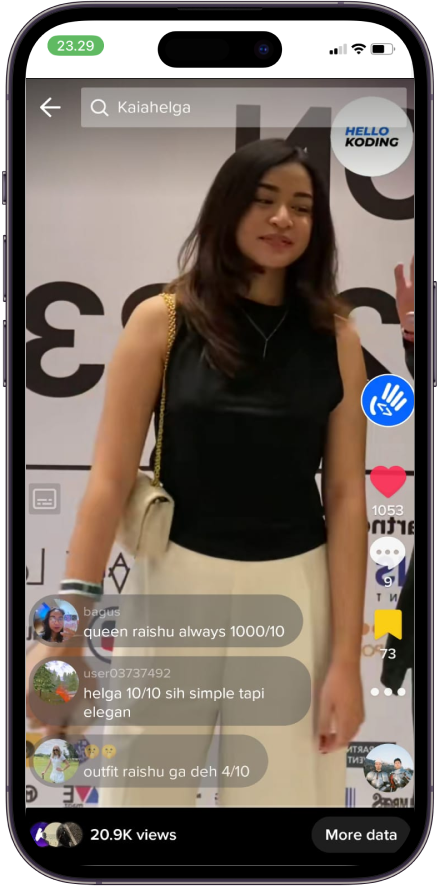 23.29
Kaiahelga
HELLO
KODING
1053
9
73
bagus
queen raishu always 1000/10
user03737492
helga 10/10 sih simple tapi
elegan
outfit raishu ga deh 4/10
20.9K views
More data